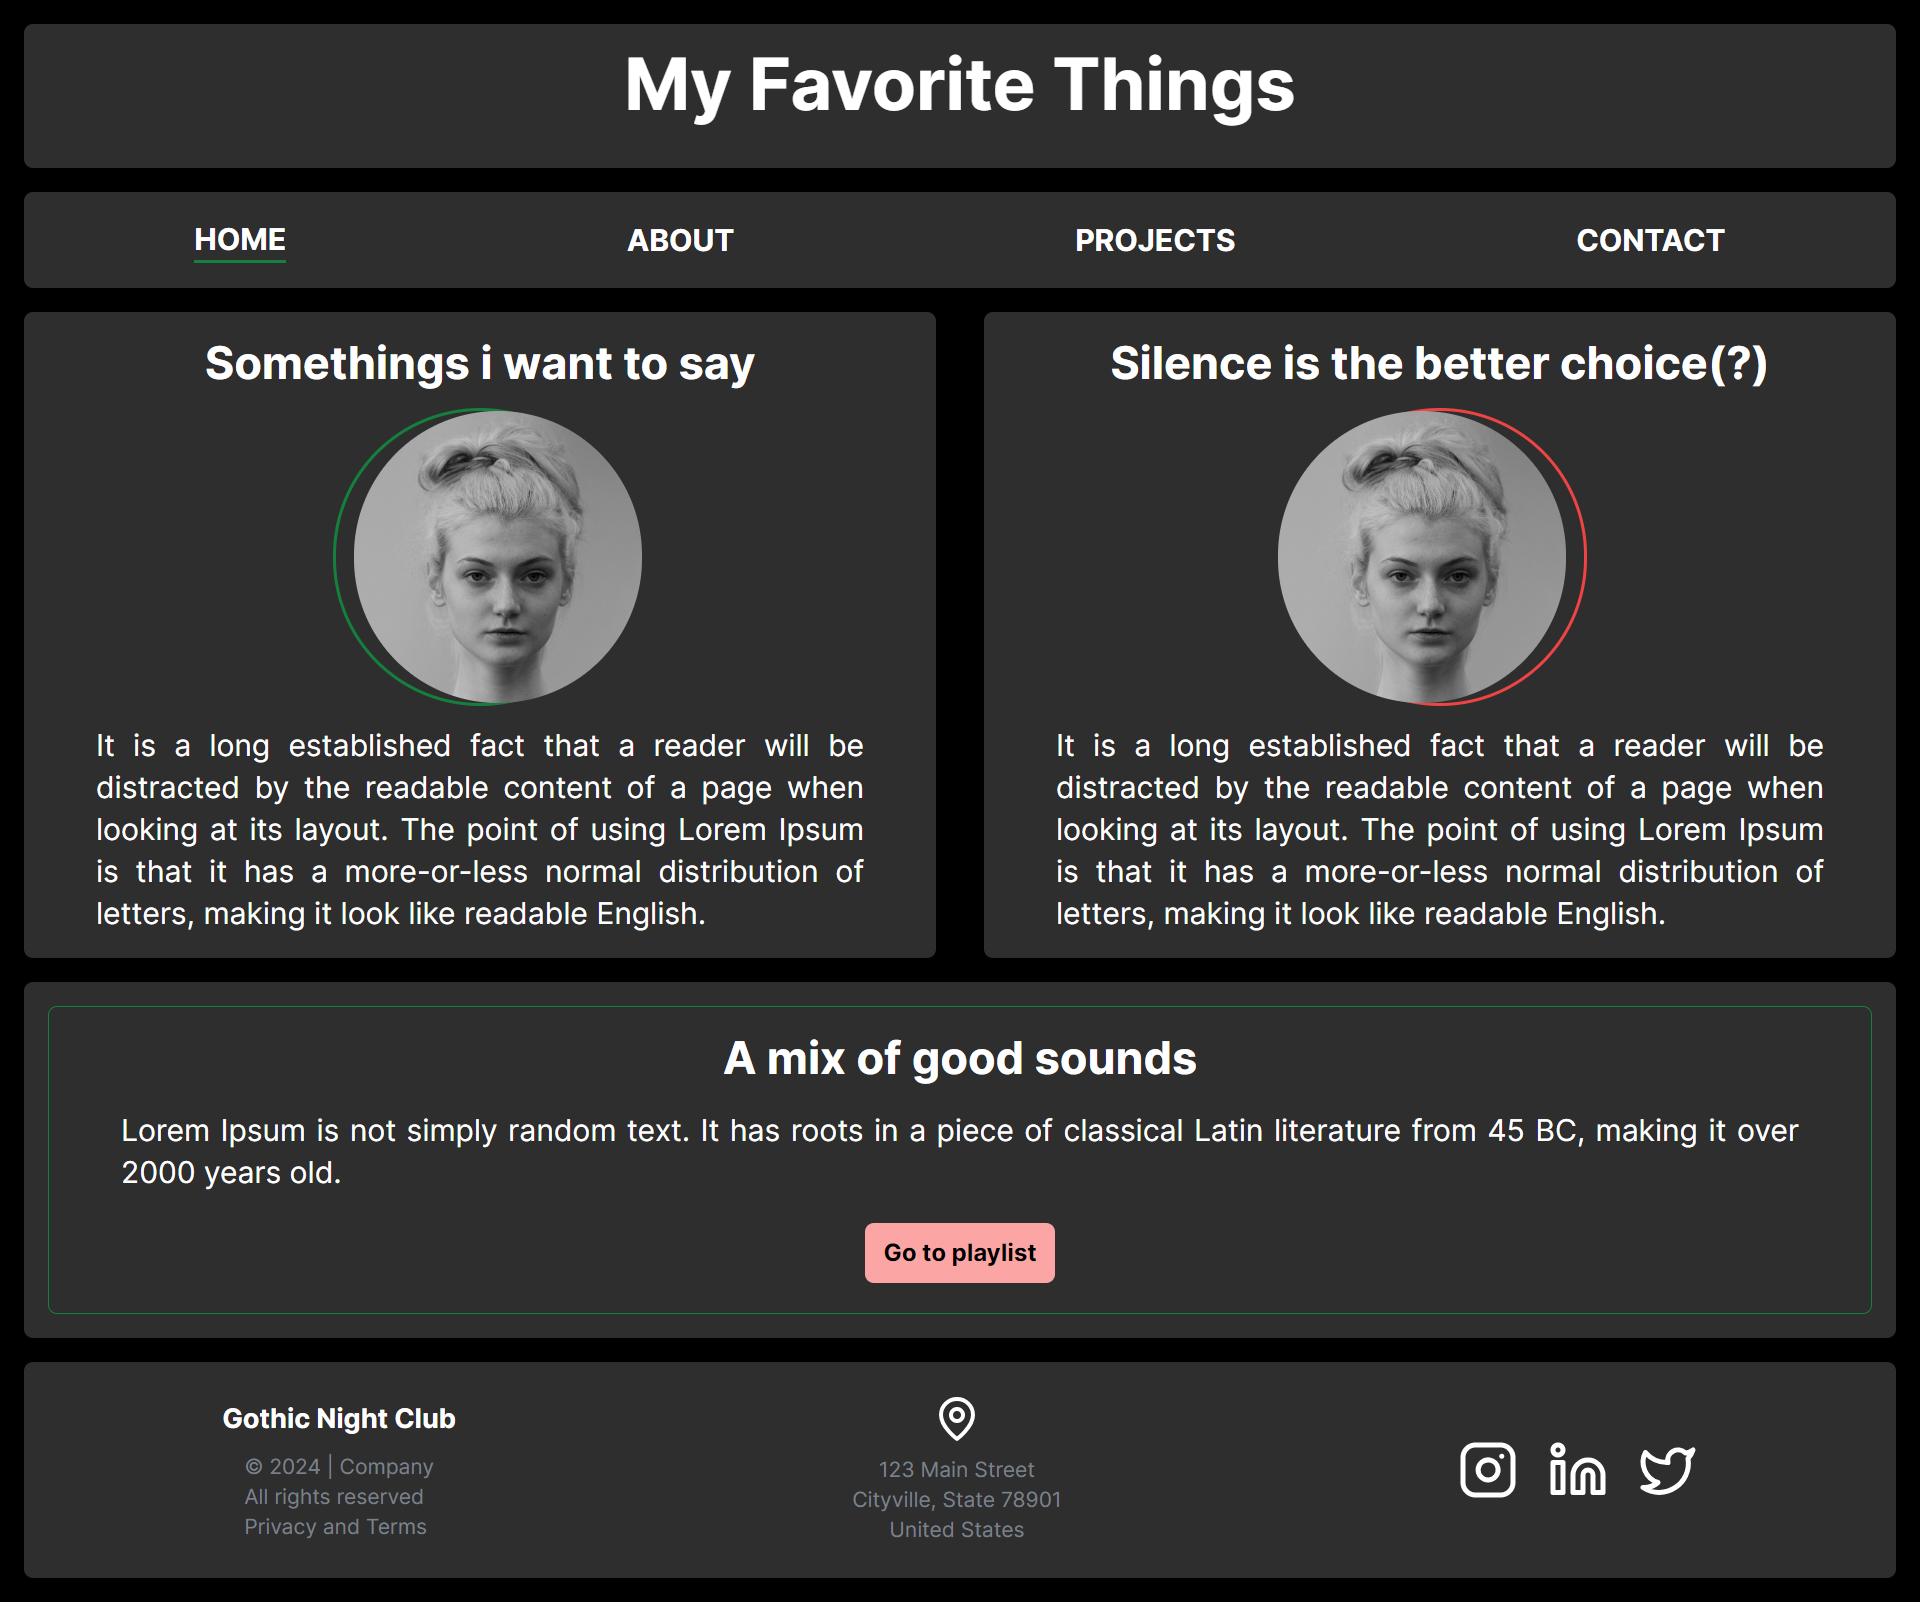 My Favorite Things
HOME
ABOUT
PROJECTS
CONTACT
Somethings i want to say
It is a long established fact that a reader will be
distracted by the readable content of a page when
looking at its layout. The point of using Lorem Ipsum
is that it has a more-or-less normal distribution of
letters, making it look like readable English.
Silence is the better choice(?)
It is a long established fact that a reader will be
distracted by the readable content of a page when
looking at its layout. The point of using Lorem Ipsum
is that it has a more-or-less normal distribution of
letters, making it look like readable English.
A mix of good sounds
Lorem Ipsum is not simply random text. It has roots in a piece of classical Latin literature from 45 BC, making it over
2000 years old.
Go to playlist
Gothic Night Club
© 2024 | Company
All rights reserved
Privacy and Terms
123 Main Street
Cityville, State 78901
United States